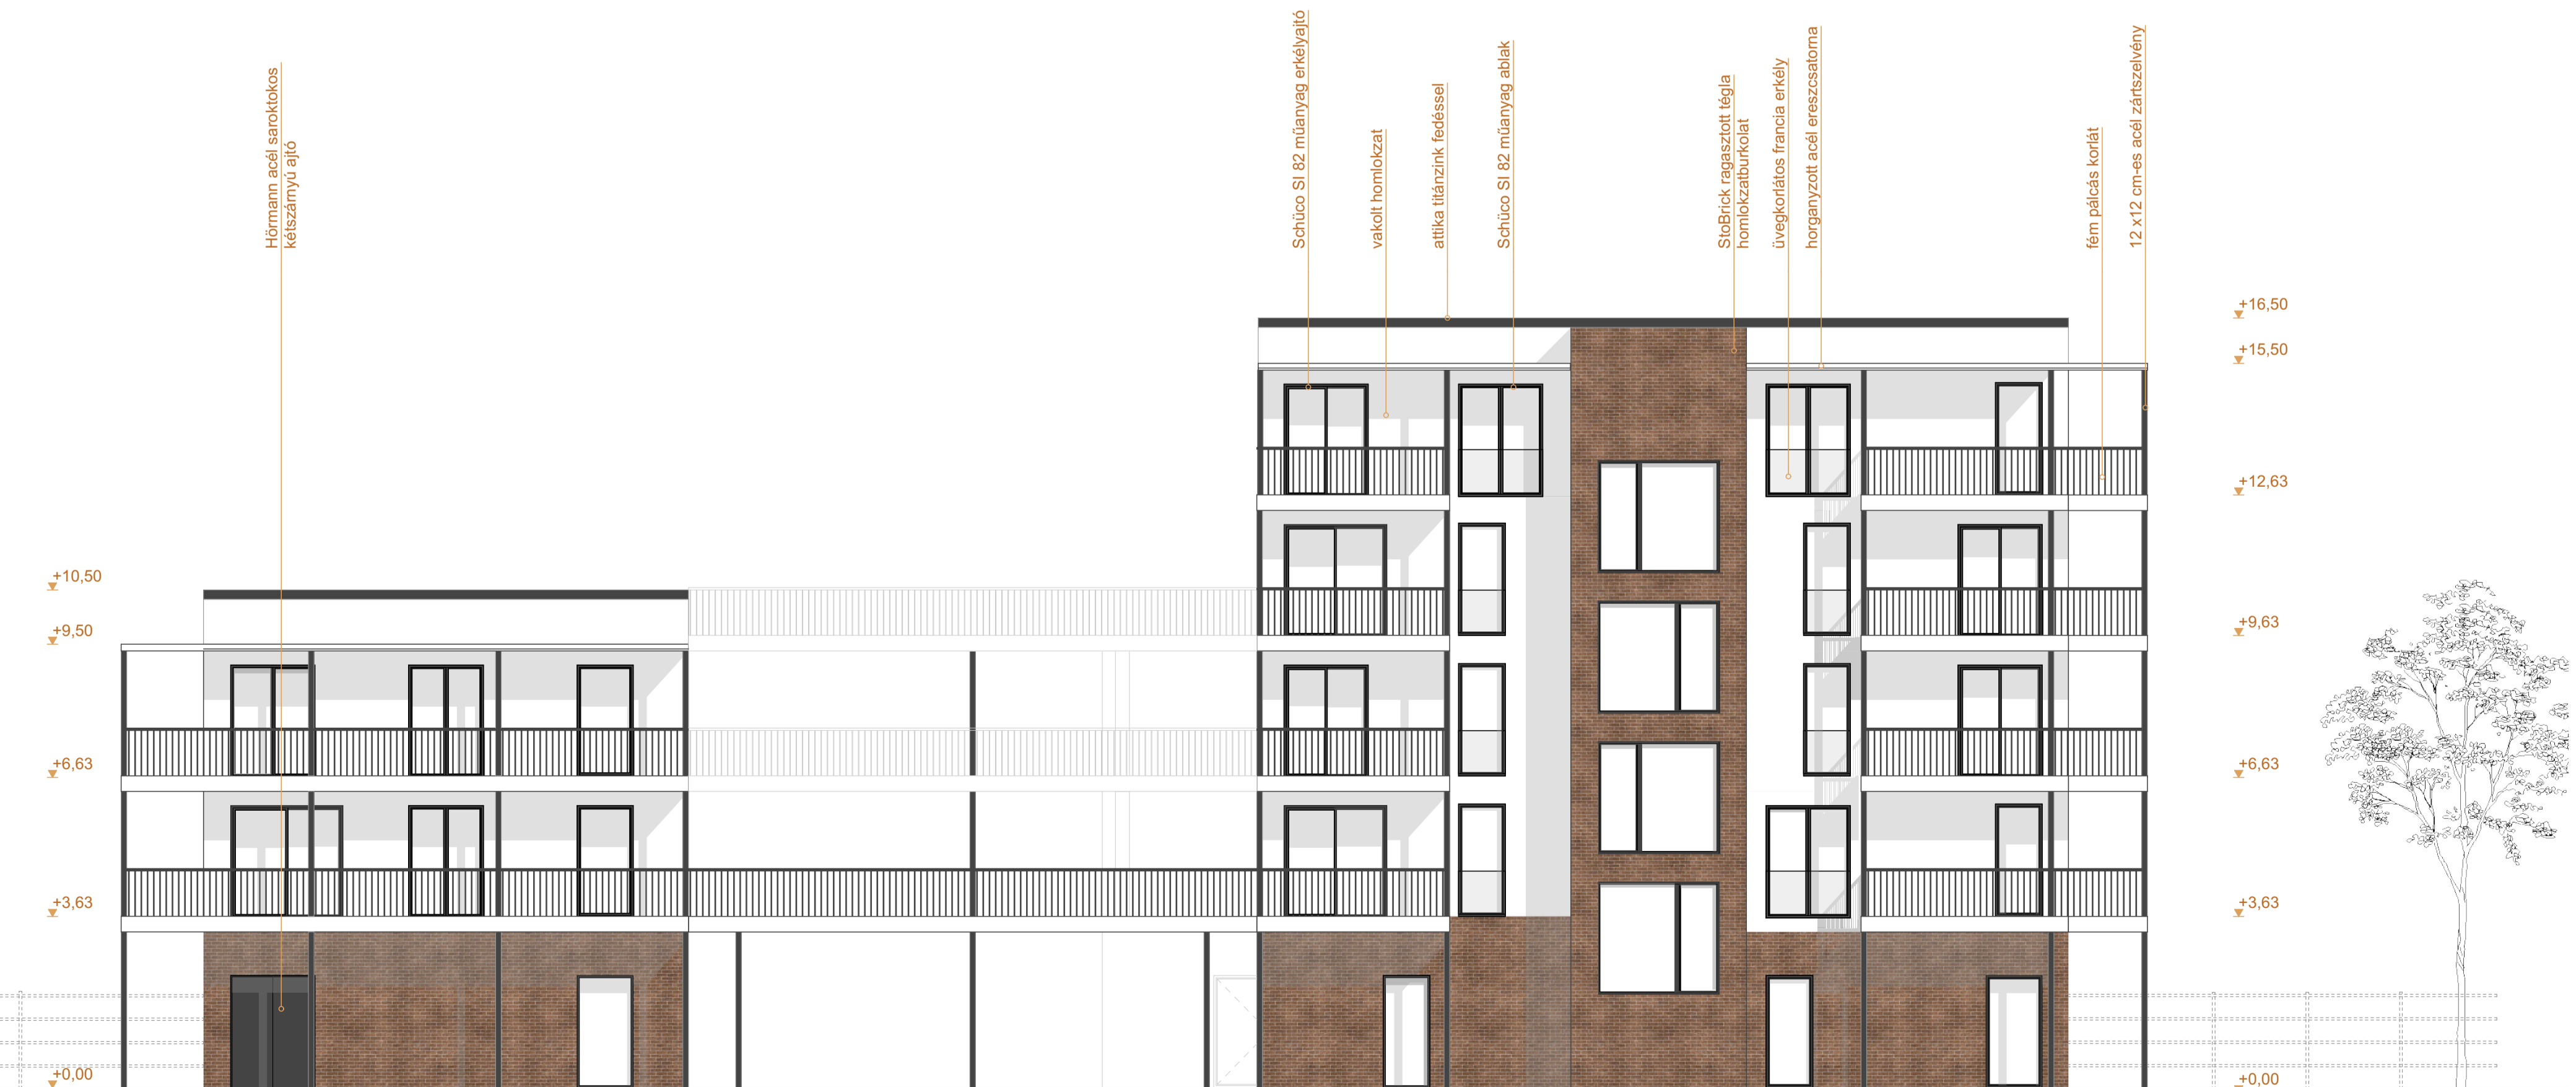 Hörmann acél saroktokos
kétszárnyú ajtó
Schüco SI 82 műanyag erkélyajtó
vakolt homlokzat
attika titánzink fedéssel
Schüco SI 82 műanyag ablak
StoBrick ragasztott tégla
homlokzatburkolat
üvegkorlátos francia erkély
horganyzott acél ereszcsatorna
fém pálcás korlát
12 x12 cm-es acél zártszelvény
+10,50
+9,50
+6,63
+3,63
+0,00
+16,50
+15,50
+12,63
+9,63
+6,63
+3,63
+0,00